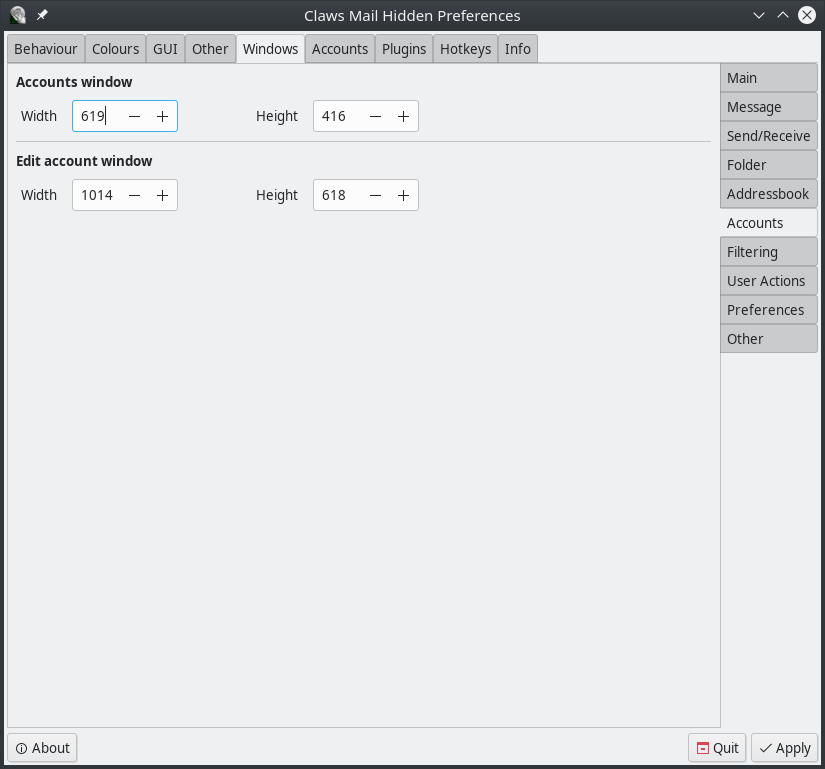 Claws Mail Hidden Preferences
Behaviour Colours GUI Other Windows Accounts Plugins Hotkeys Info
Accounts window
Width 619 Height 416
Edit account window
Width 1014 Height 618
Main
Message
Send/Receive
Folder
Addressbook
Accounts
Filtering
User Actions
Preferences
Other
About Quit Apply